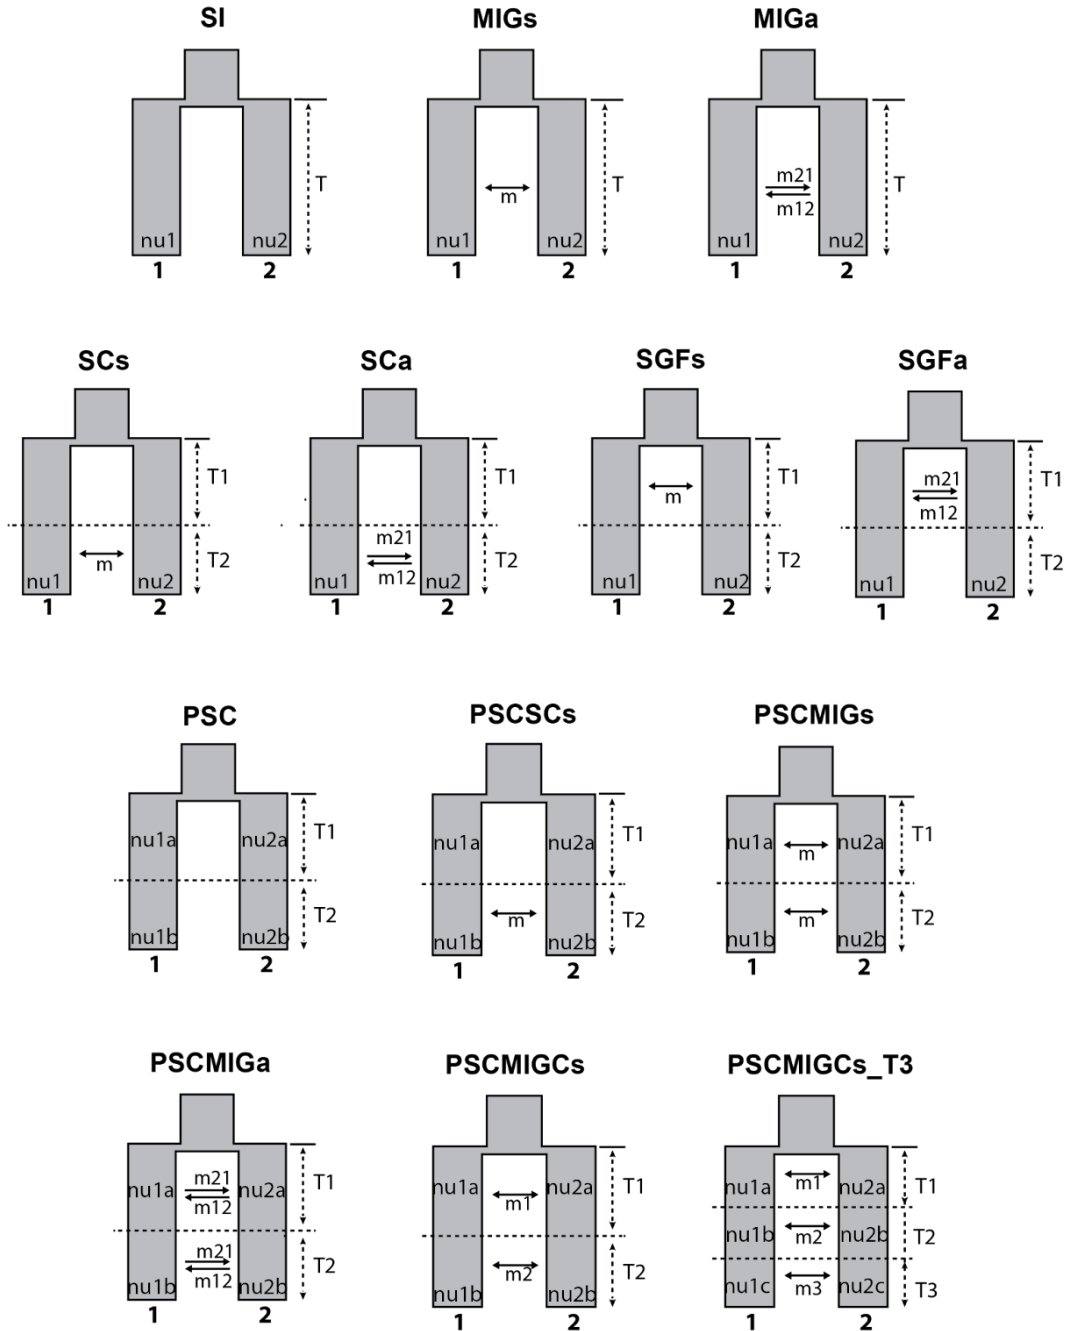 SI MIGs MIGa
T T m21 T
m m12
nu1 nu2 nu1 nu2 nu1 nu2
1 2 1 2 1 2
SCs SCa SGFs SGFa
T1 T1 m T1 m21 T1
m12
m T2 m21 T2 T2 T2
m12
nu1 nu2 nu1 nu2 nu1 nu2 nu1 nu2
1 2 1 2 1 2 1 2
PSC PSCSCs PSCMIGs
nu1a nu2a T1 nu1a nu2a T1 nu1a m nu2a T1
T2 m T2 m T2
nu1b nu2b nu1b nu2b nu1b nu2b
1 2 1 2 1 2
PSCMIGa PSCMIGCs PSCMIGCs_T3
nu1a m21 nu2a T1 nu1a m1 nu2a T1 nu1a m1 nu2a T1
m12 nu1b m2 nu2b T2
m21 T2 m2 T2
nu1b m12 nu2b nu1b nu2b nu1c m3 nu2c T3
1 2 1 2 1 2